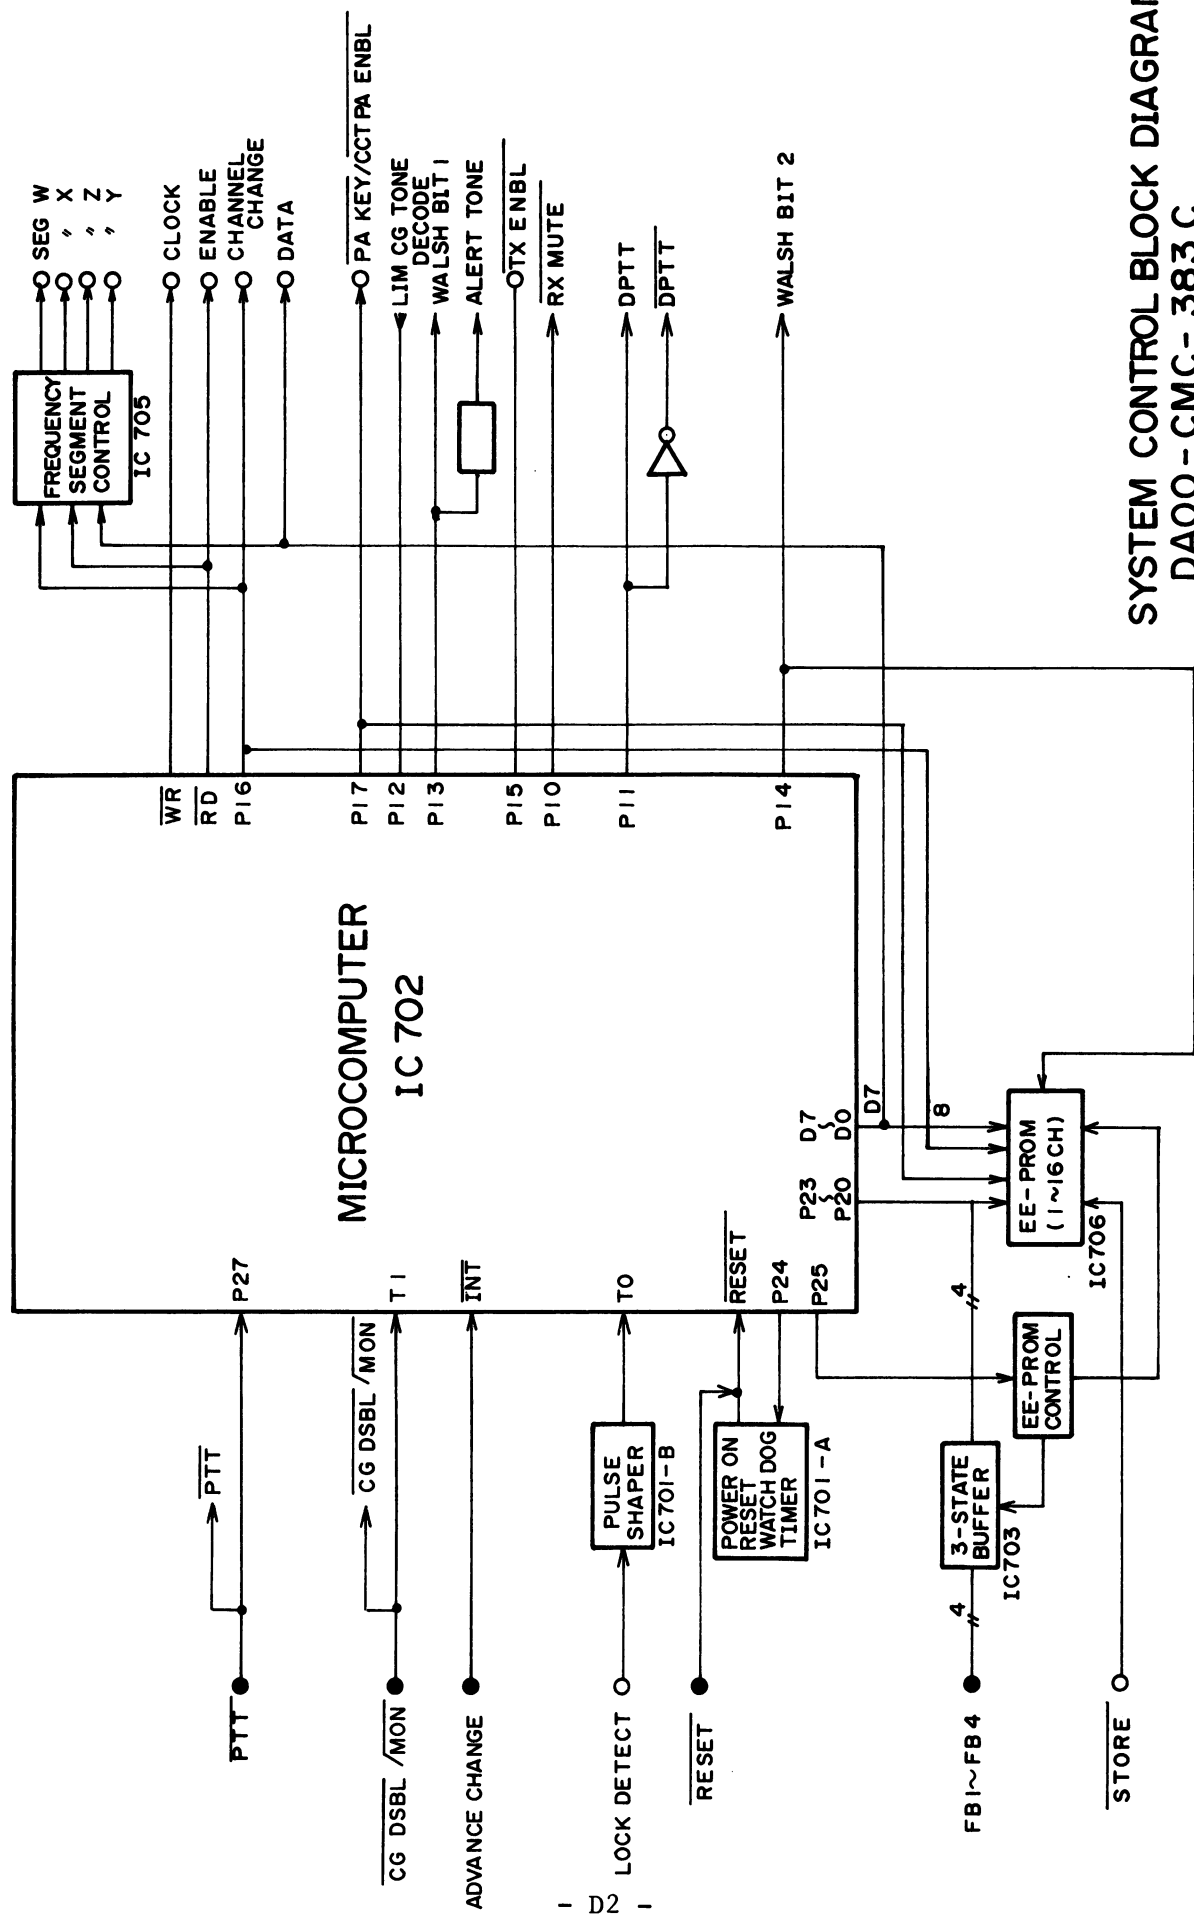 SEG W
〃 X
〃 Z
〃 Y
CLOCK
ENABLE
CHANNEL
CHANGE
DATA
PA KEY/CCTPA ENBL
LIM CG TONE
DECODE
WALSH BIT 1
ALERT TONE
TX ENBL
RX MUTE
DPTT
DPTT
WALSH BIT 2
FREQUENCY
SEGMENT
CONTROL
IC 705
WR
RD
P16
P17
P12
P13
P15
P10
P11
P14
MICROCOMPUTER
IC 702
P27
T1
INT
T0
RESET
P24
P25
P23
~
P20
D7
~
D0
D7
8
EE-PROM
(1~16CH)
IC706
EE-PROM
CONTROL
4
3-STATE
BUFFER
IC703
4
PTT
CG DSBL /MON
PULSE
SHAPER
IC701-B
POWER ON
RESET
WATCH DOG
TIMER
IC701-A
PTT
CG DSBL /MON
ADVANCE CHANGE
LOCK DETECT
RESET
FB1~FB4
STORE
SYSTEM CONTROL BLOCK DIAGRAM
DA00-CMC-383C
- D2 -